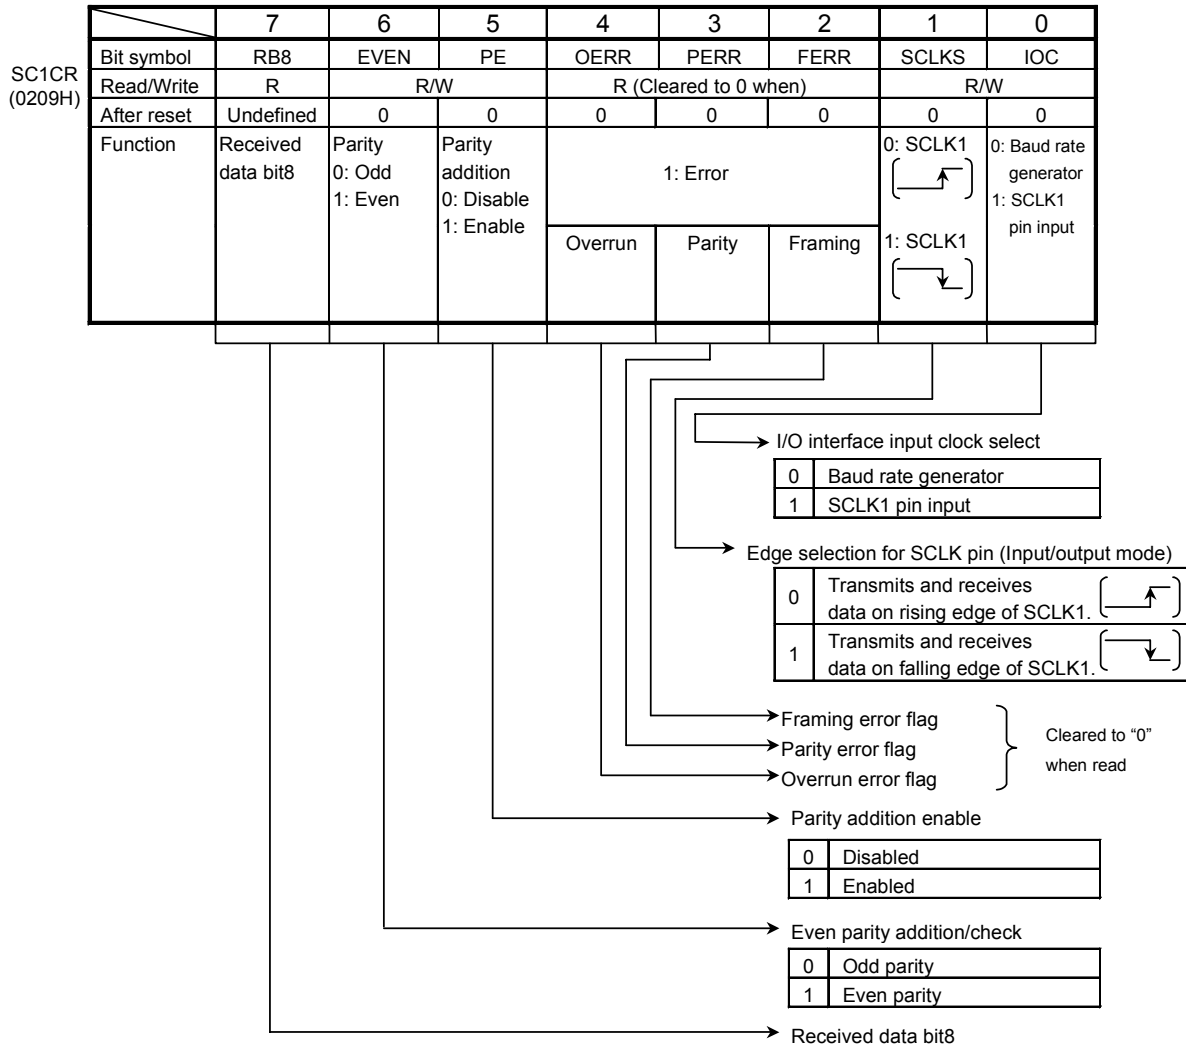 7 6 5 4 3 2 1 0
SC1CR
(0209H)
Bit symbol RB8 EVEN PE OERR PERR FERR SCLKS IOC
Read/Write R R/W R (Cleared to 0 when) R/W
After reset Undefined 0 0 0 0 0 0 0
Function
Received
data bit8
Parity
0: Odd
1: Even
Parity
addition
0: Disable
1: Enable
1: Error
Overrun Parity Framing
0: SCLK1
1: SCLK1
0: Baud rate
generator
1: SCLK1
pin input
I/O interface input clock select
0 Baud rate generator
1 SCLK1 pin input
Edge selection for SCLK pin (Input/output mode)
0 Transmits and receives
data on rising edge of SCLK1.
1 Transmits and receives
data on falling edge of SCLK1.
Framing error flag
Parity error flag
Overrun error flag
Cleared to “0”
when read
Parity addition enable
0 Disabled
1 Enabled
Even parity addition/check
0 Odd parity
1 Even parity
Received data bit8